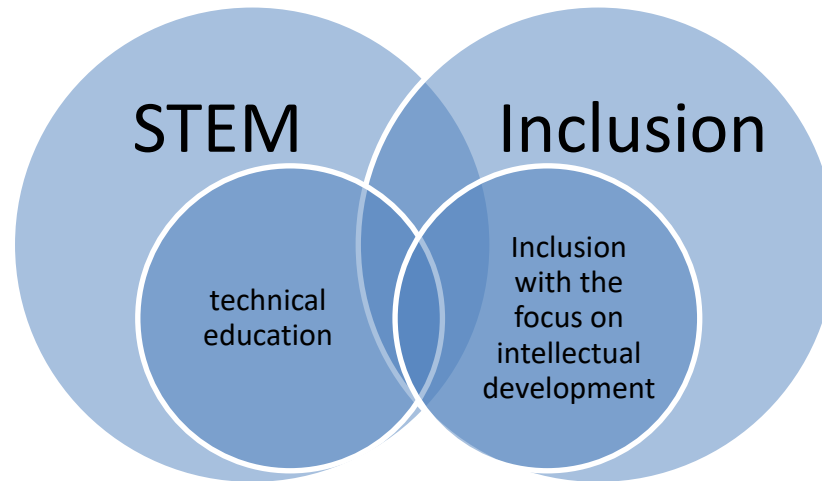 STEM
Inclusion
technical
education
Inclusion
with the
focus on
intellectual
development